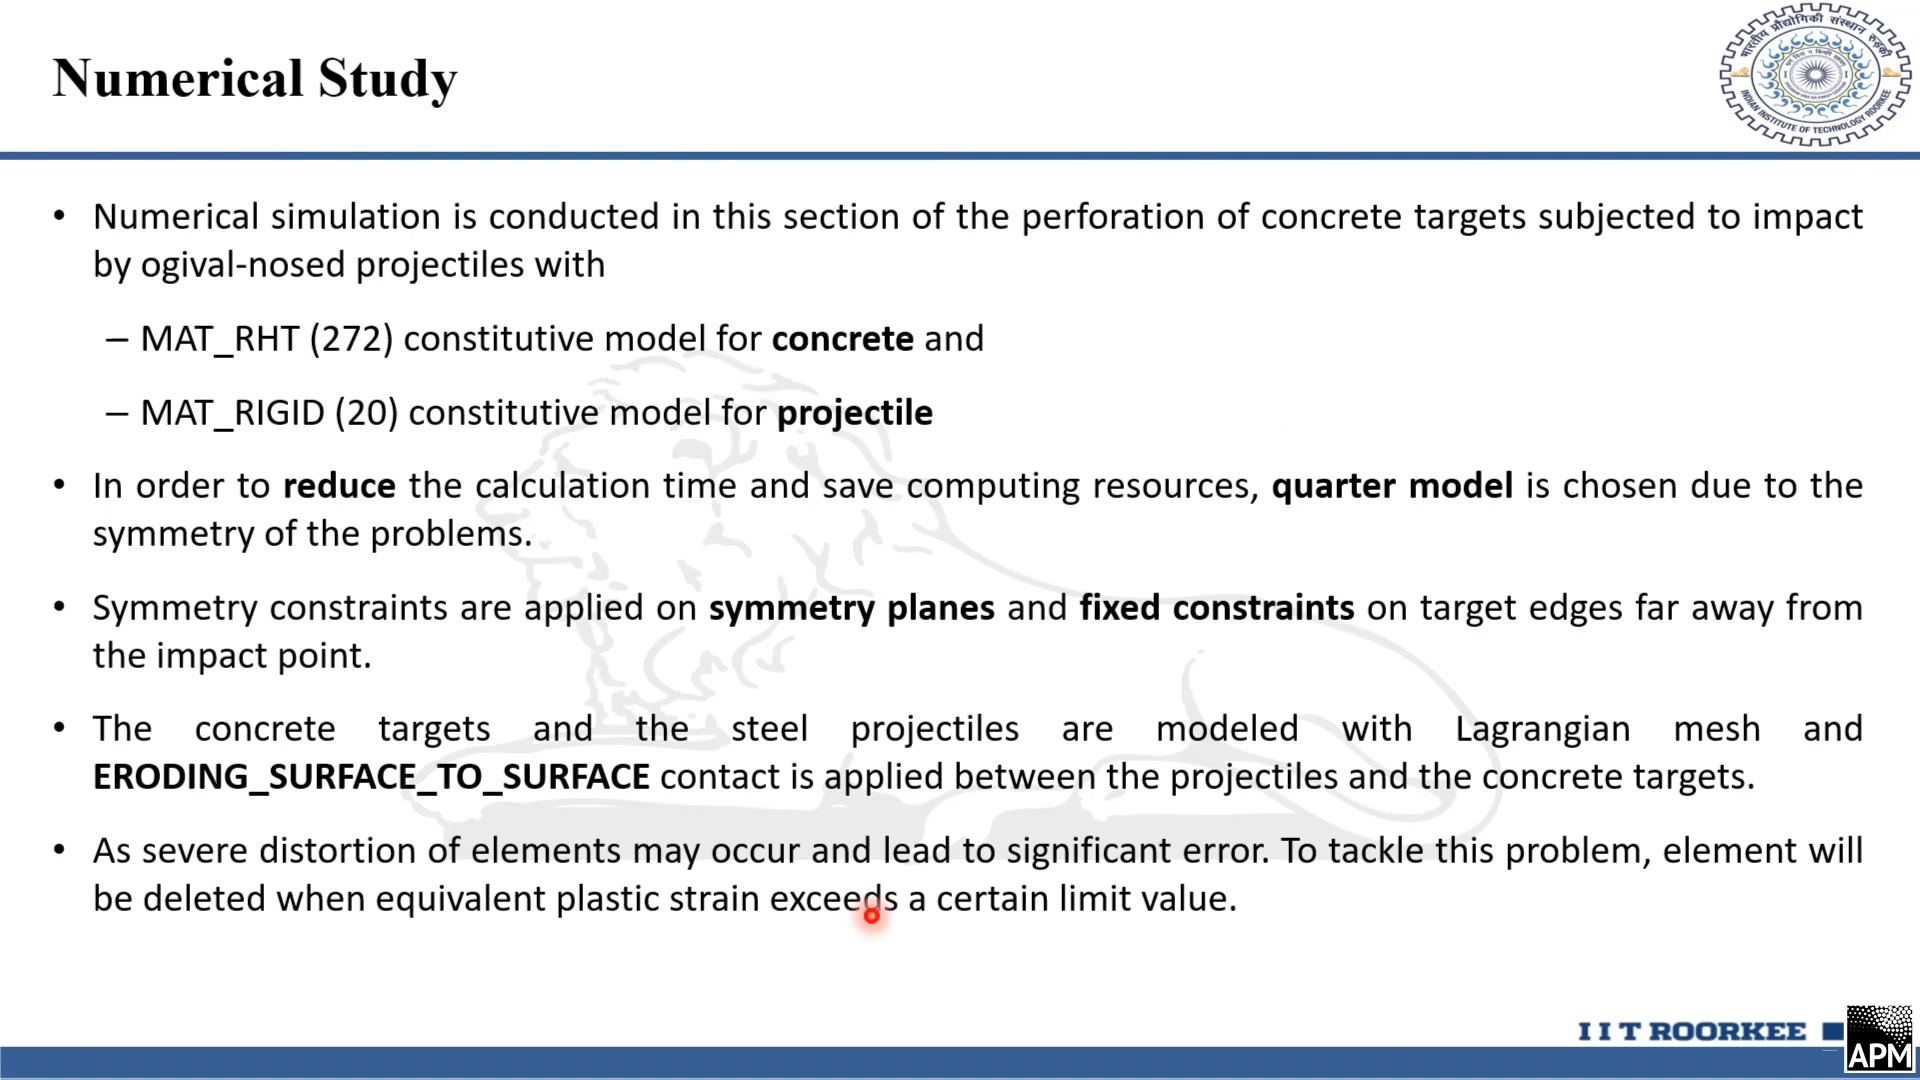 Numerical Study
भारतीय प्रौद्योगिकी संस्थान रुड़की
INDIAN INSTITUTE OF TECHNOLOGY ROORKEE
• Numerical simulation is conducted in this section of the perforation of concrete targets subjected to impact
by ogival-nosed projectiles with
– MAT_RHT (272) constitutive model for concrete and
– MAT_RIGID (20) constitutive model for projectile
• In order to reduce the calculation time and save computing resources, quarter model is chosen due to the
symmetry of the problems.
• Symmetry constraints are applied on symmetry planes and fixed constraints on target edges far away from
the impact point.
• The concrete targets and the steel projectiles are modeled with Lagrangian mesh and
ERODING_SURFACE_TO_SURFACE contact is applied between the projectiles and the concrete targets.
• As severe distortion of elements may occur and lead to significant error. To tackle this problem, element will
be deleted when equivalent plastic strain exceeds a certain limit value.
I I T ROORKEE
APM